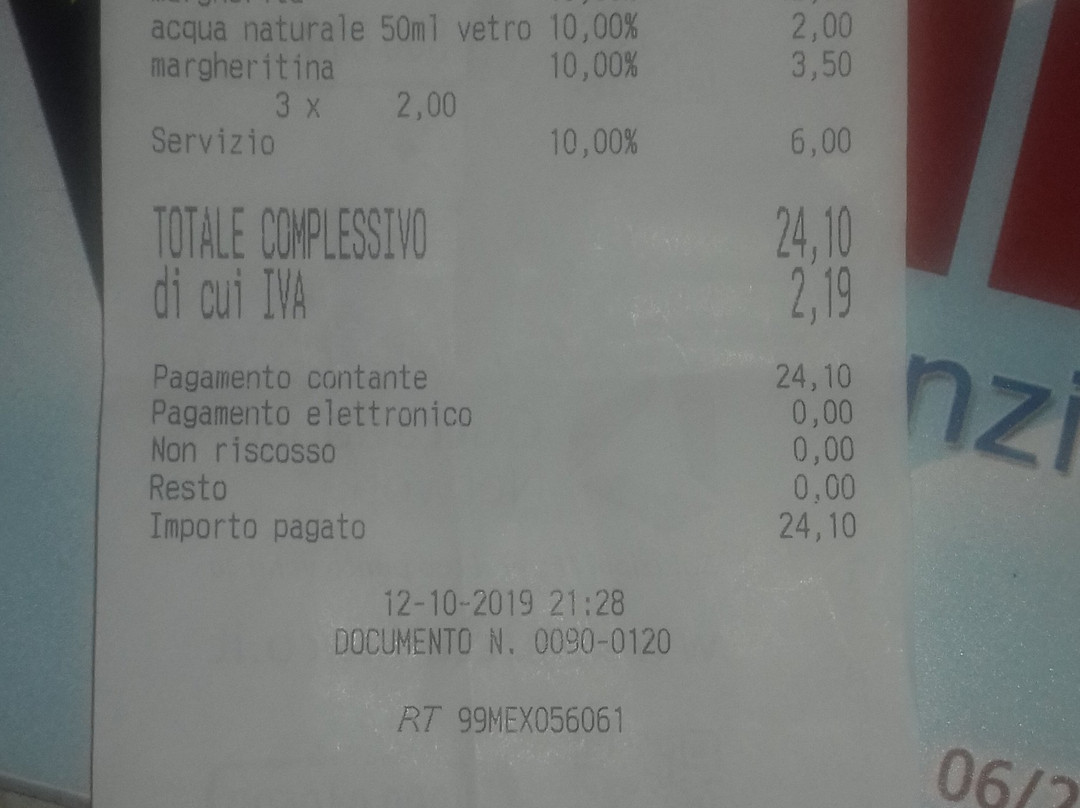 acqua naturale 50ml vetro 10,00% 2,00
margheritina 10,00% 3,50
3 x 2,00
Servizio 10,00% 6,00
TOTALE COMPLESSIVO 24,10
di cui IVA 2,19
Pagamento contante 24,10
Pagamento elettronico 0,00
Non riscosso 0,00
Resto 0,00
Importo pagato 24,10
12-10-2019 21:28
DOCUMENTO N. 0090-0120
RT 99MEX056061
nzi
06/2